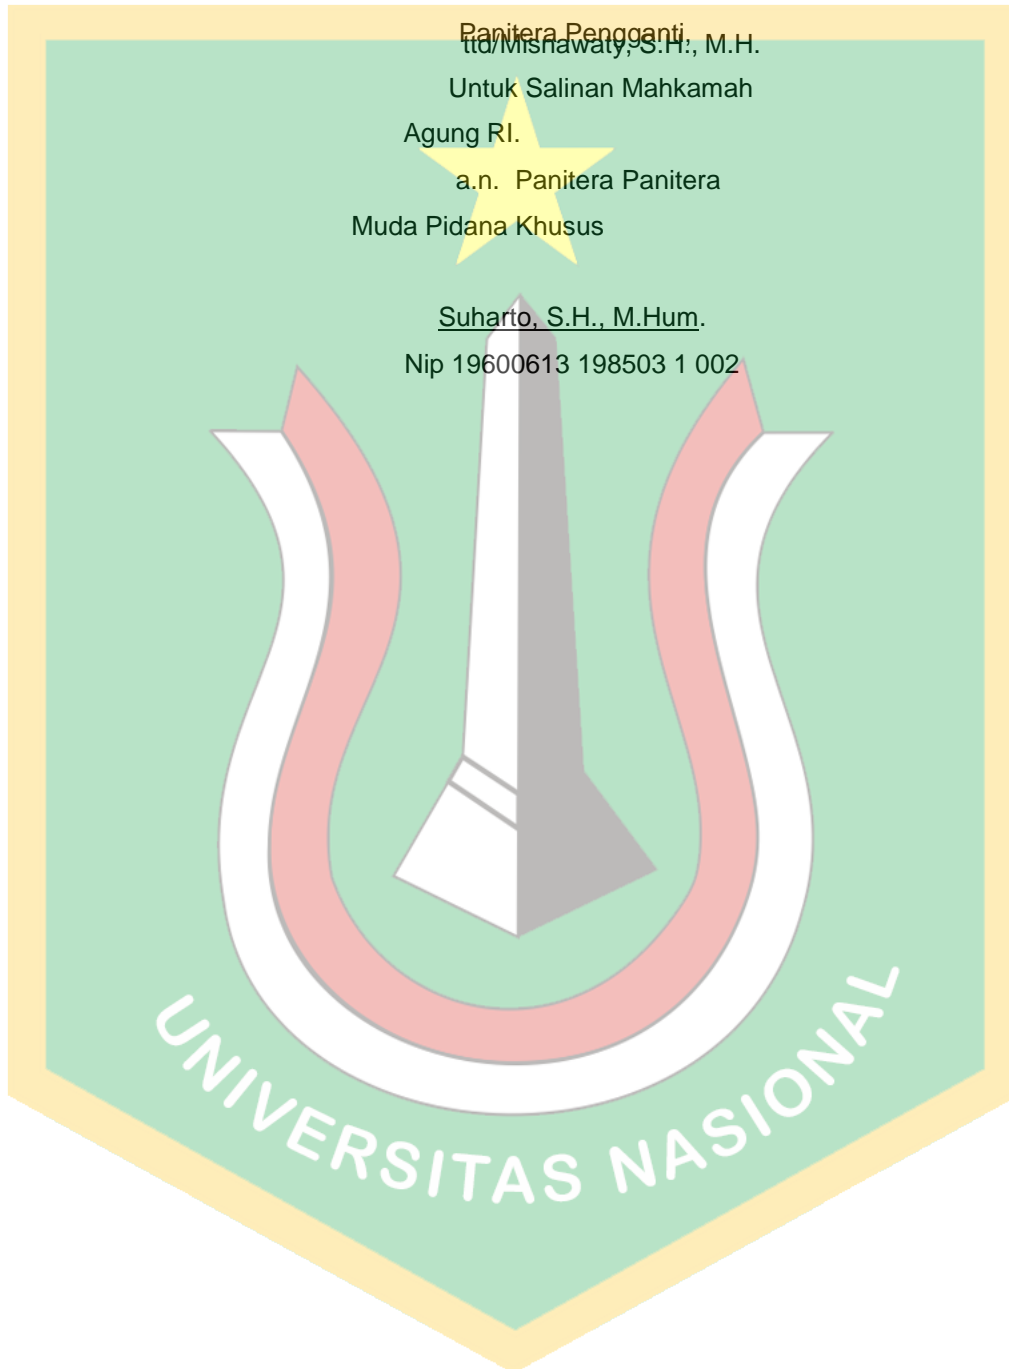 Panitera Pengganti,
ttd/Misnawaty, S.H., M.H.
Untuk Salinan Mahkamah
Agung RI.
a.n. Panitera Panitera
Muda Pidana Khusus
Suharto, S.H., M.Hum.
Nip 19600613 198503 1 002
UNIVERSITAS NASIONAL